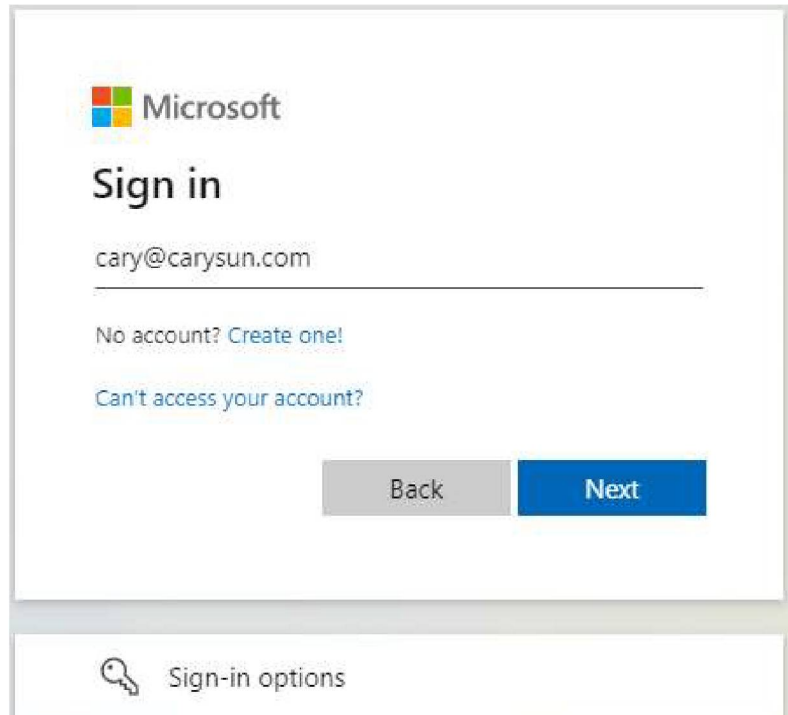 Microsoft
Sign in
cary@carysun.com
No account? Create one!
Can't access your account?
Back Next
Sign-in options